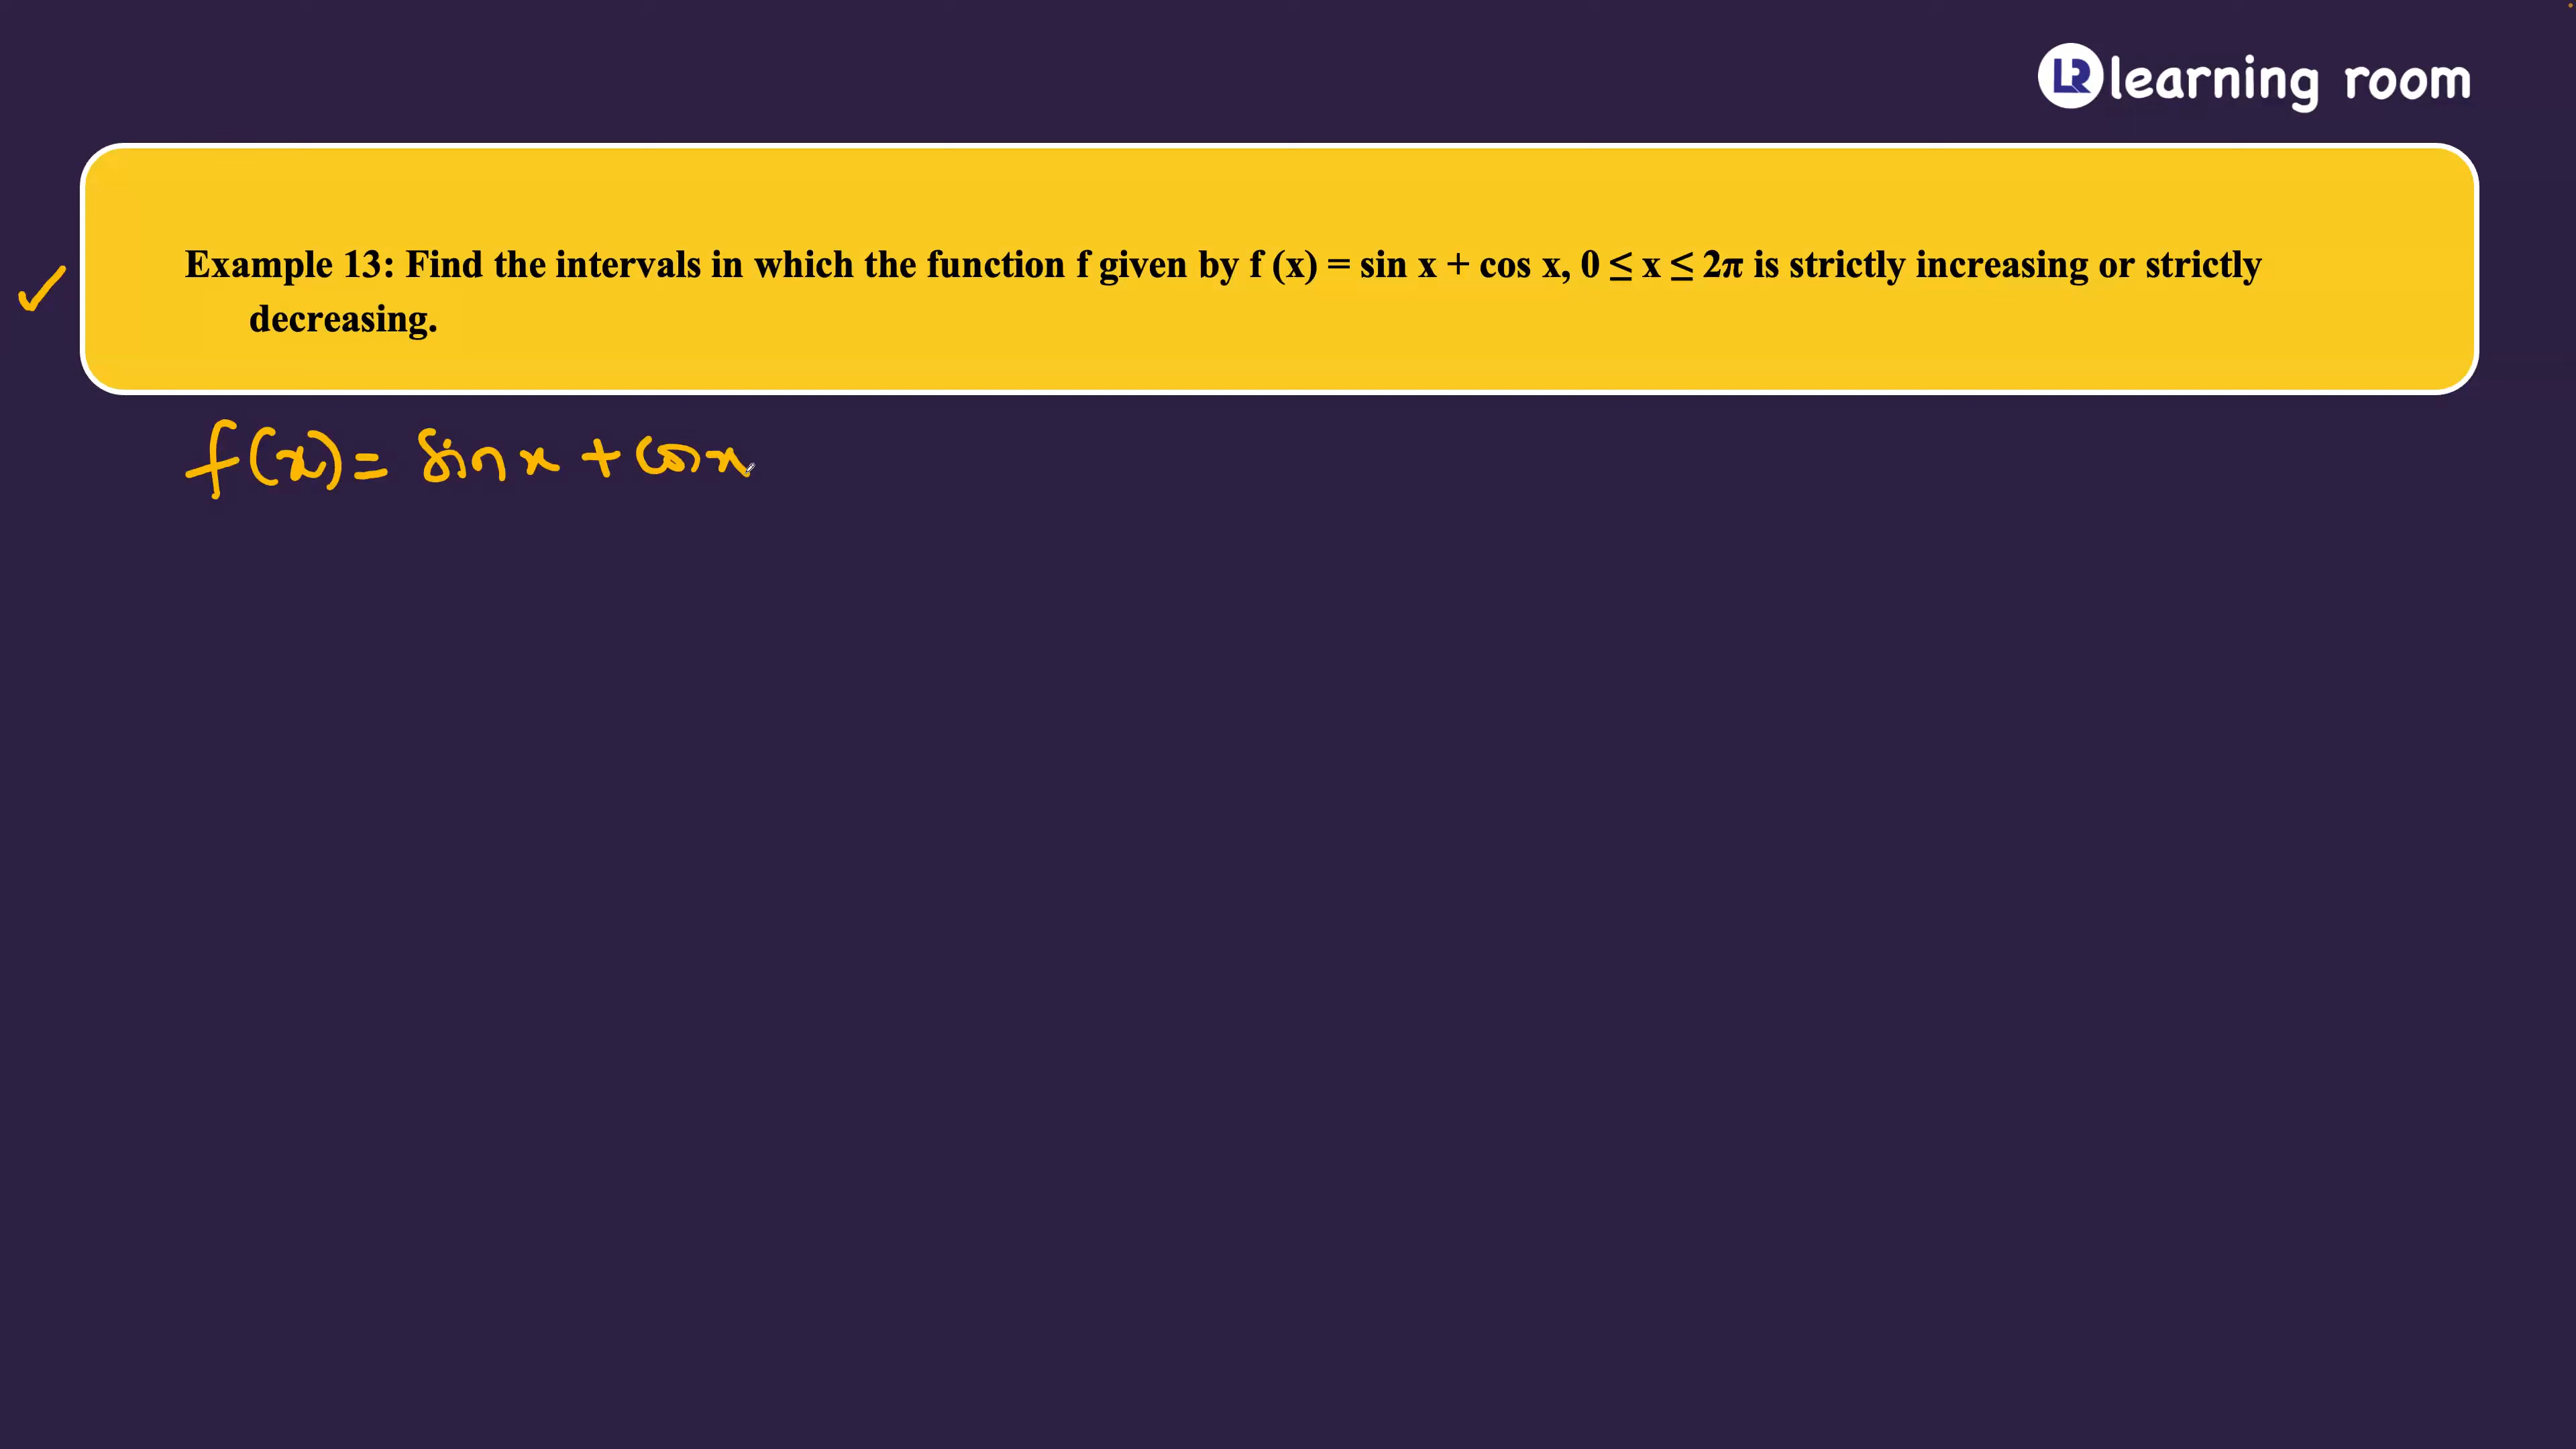 LR learning room
Example 13: Find the intervals in which the function f given by f (x) = sin x + cos x, 0 ≤ x ≤ 2π is strictly increasing or strictly
decreasing.
f(x) = sin x + cos x